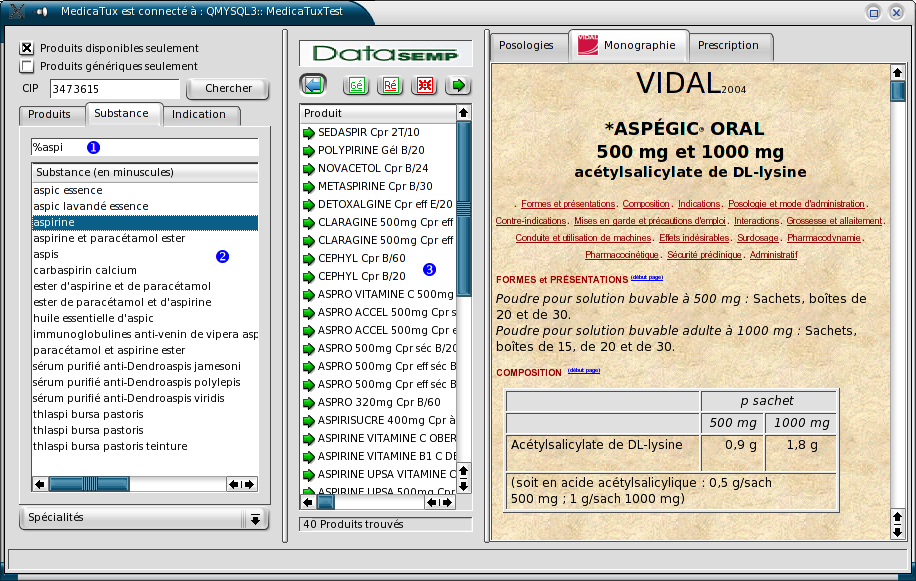 MedicaTux est connecté à : QMYSQL3:: MedicaTuxTest
Produits disponibles seulement
Produits génériques seulement
CIP 3473615 Chercher
Produits Substance Indication
%aspi 1
Substance (en minuscules)
aspic essence
aspic lavandé essence
aspirine
aspirine et paracétamol ester
aspis 2
carbaspirin calcium
ester d'aspirine et de paracétamol
ester de paracétamol et d'aspirine
huile essentielle d'aspic
immunoglobulines anti-venin de vipera asp
paracétamol et aspirine ester
sérum purifié anti-Dendroaspis jamesoni
sérum purifié anti-Dendroaspis polylepis
sérum purifié anti-Dendroaspis viridis
thlaspi bursa pastoris
thlaspi bursa pastoris
thlaspi bursa pastoris teinture
Spécialités
DataSEMP
Gé Ré
Produit
SEDASPIR Cpr 2T/10
POLYPIRINE Gél B/20
NOVACETOL Cpr B/24
METASPIRINE Cpr B/30
DETOXALGINE Cpr eff E/20
CLARAGINE 500mg Cpr eff
CLARAGINE 500mg Cpr eff
CEPHYL Cpr B/60
CEPHYL Cpr B/20 3
ASPRO VITAMINE C 500mg
ASPRO ACCEL 500mg Cpr s
ASPRO ACCEL 500mg Cpr e
ASPRO 500mg Cpr séc B/20
ASPRO 500mg Cpr eff séc B
ASPRO 500mg Cpr eff séc B
ASPRO 320mg Cpr B/60
ASPIRISUCRE 400mg Cpr à
ASPIRINE VITAMINE C OBER
ASPIRINE VITAMINE B1 C DE
ASPIRINE UPSA VITAMINE C
ASPIRINE UPSA 500mg Cpr
40 Produits trouvés
Posologies VIDAL Monographie Prescription
VIDAL2004
*ASPÉGIC® ORAL
500 mg et 1000 mg
acétylsalicylate de DL-lysine
. Formes et présentations. Composition. Indications. Posologie et mode d'administration.
Contre-indications. Mises en garde et précautions d'emploi. Interactions. Grossesse et allaitement.
Conduite et utilisation de machines. Effets indésirables. Surdosage. Pharmacodynamie.
Pharmacocinétique. Sécurité préclinique. Administratif
FORMES et PRÉSENTATIONS (début page)
Poudre pour solution buvable à 500 mg : Sachets, boîtes de
20 et de 30.
Poudre pour solution buvable adulte à 1000 mg : Sachets,
boîtes de 15, de 20 et de 30.
COMPOSITION (début page)
p sachet
500 mg 1000 mg
Acétylsalicylate de DL-lysine 0,9 g 1,8 g
(soit en acide acétylsalicylique : 0,5 g/sach
500 mg ; 1 g/sach 1000 mg)